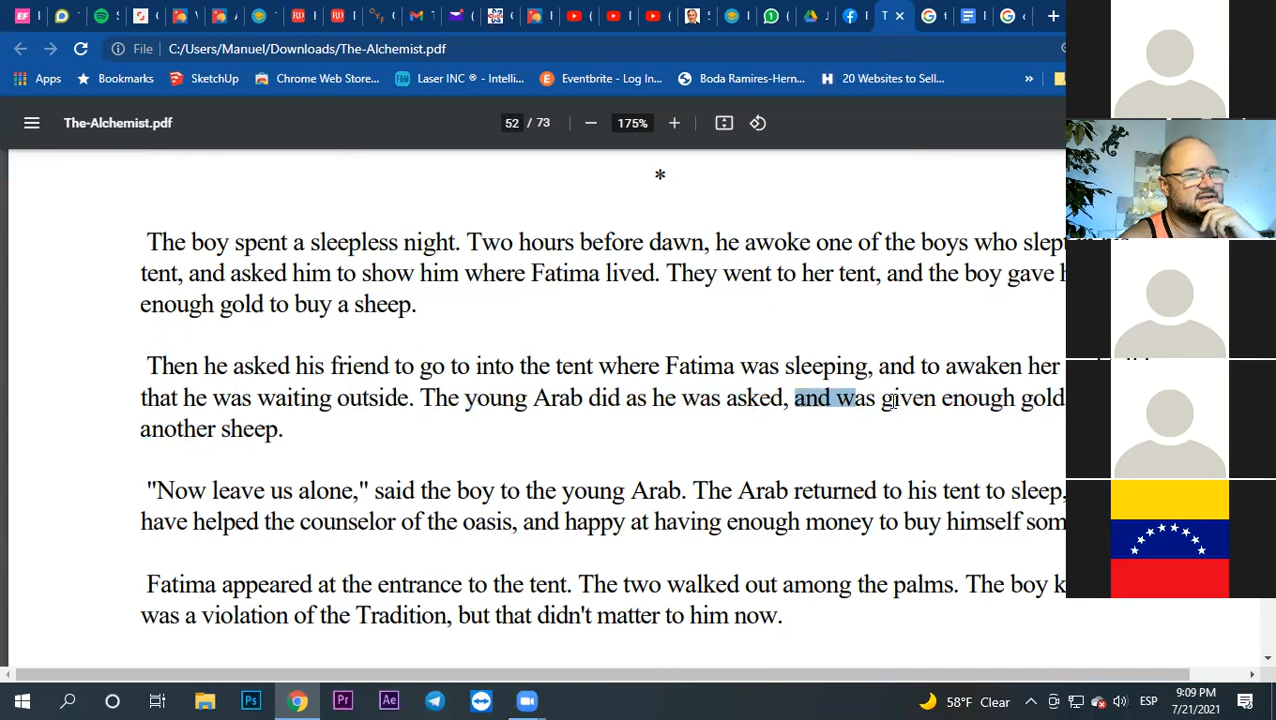 File C:/Users/Manuel/Downloads/The-Alchemist.pdf
Apps Bookmarks SketchUp Chrome Web Store... Laser INC ® - Intelli... Eventbrite - Log In... Boda Ramires-Hern... 20 Websites to Sell... »
The-Alchemist.pdf 52 / 73 — 175% +
*
The boy spent a sleepless night. Two hours before dawn, he awoke one of the boys who slept
tent, and asked him to show him where Fatima lived. They went to her tent, and the boy gave
enough gold to buy a sheep.
Then he asked his friend to go to into the tent where Fatima was sleeping, and to awaken her
that he was waiting outside. The young Arab did as he was asked, and was given enough gold
another sheep.
"Now leave us alone," said the boy to the young Arab. The Arab returned to his tent to sleep,
have helped the counselor of the oasis, and happy at having enough money to buy himself
Fatima appeared at the entrance to the tent. The two walked out among the palms. The boy
was a violation of the Tradition, but that didn't matter to him now.
58°F Clear ESP 9:09 PM
7/21/2021